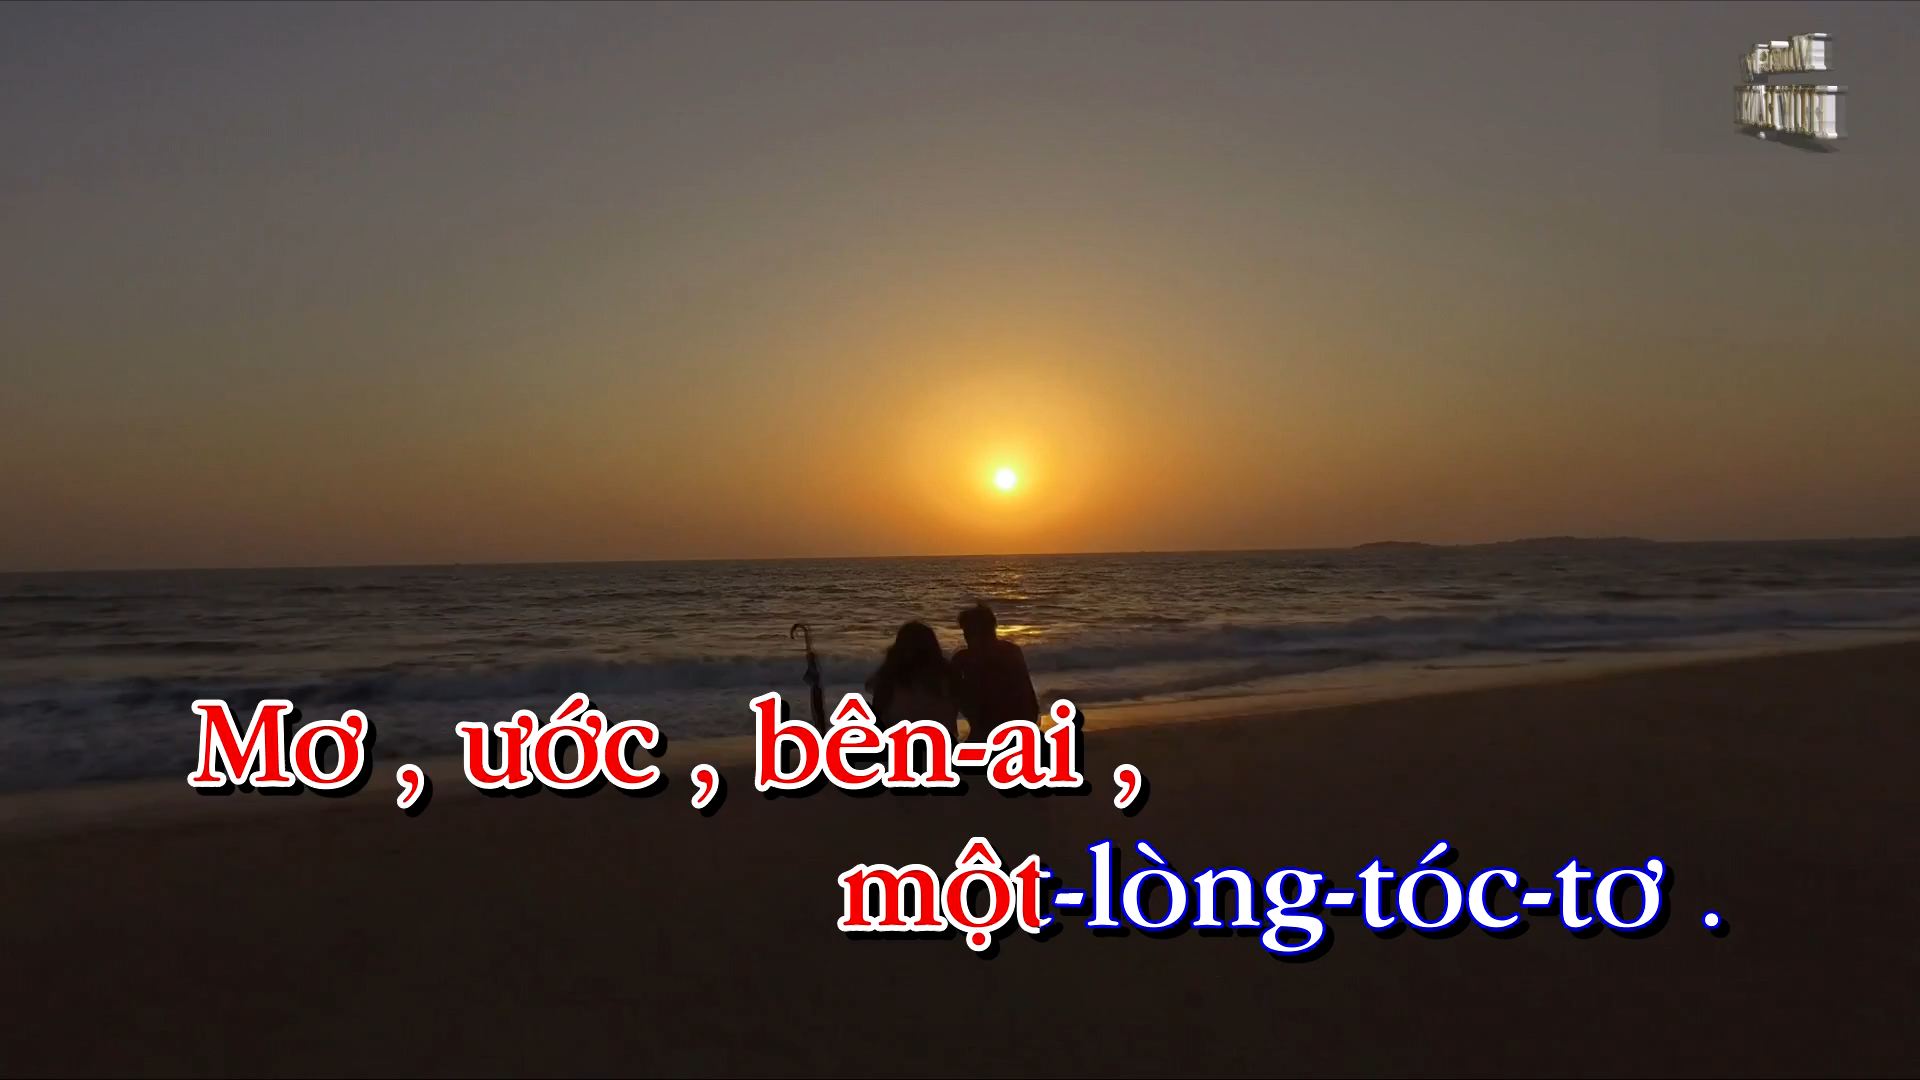 Mơ , ước , bên-ai ,
một-lòng-tóc-tơ .